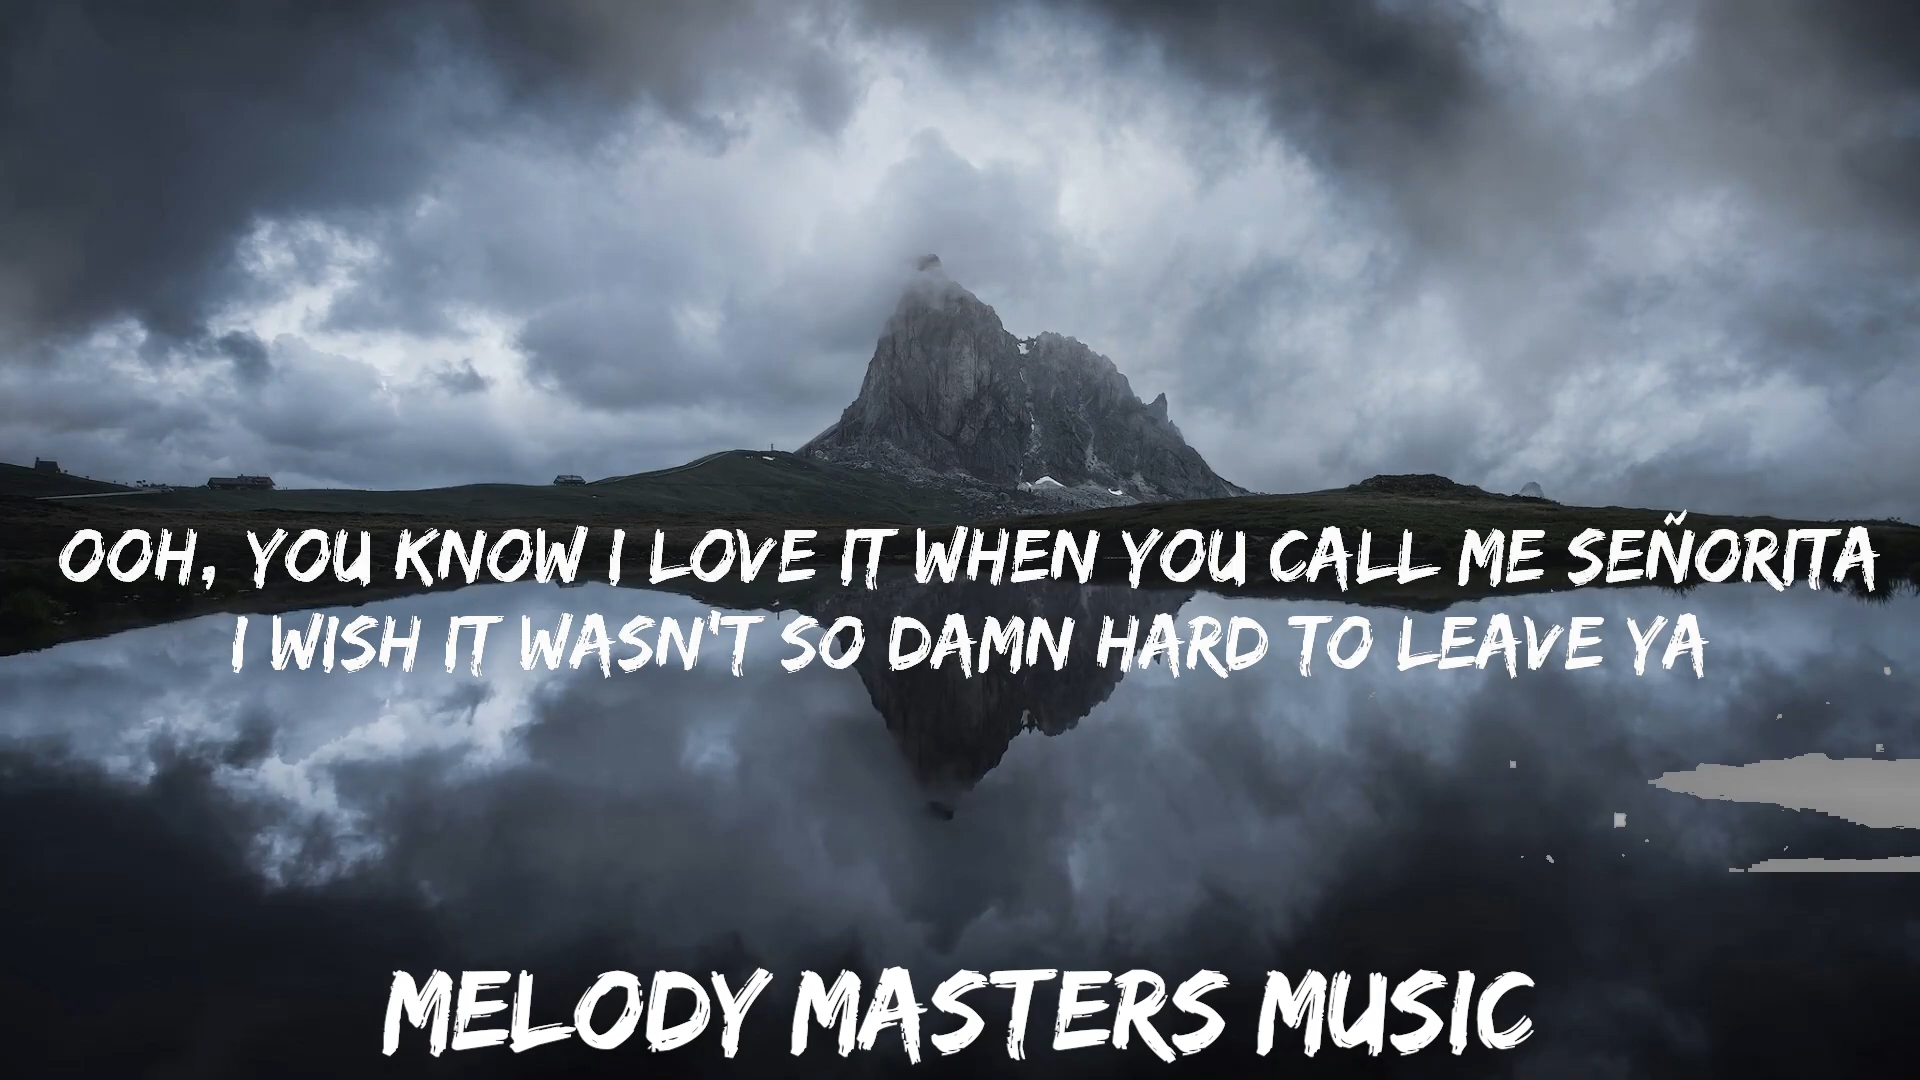 OOH, YOU KNOW I LOVE IT WHEN YOU CALL ME SEÑORITA
I WISH IT WASN'T SO DAMN HARD TO LEAVE YA
MELODY MASTERS MUSIC